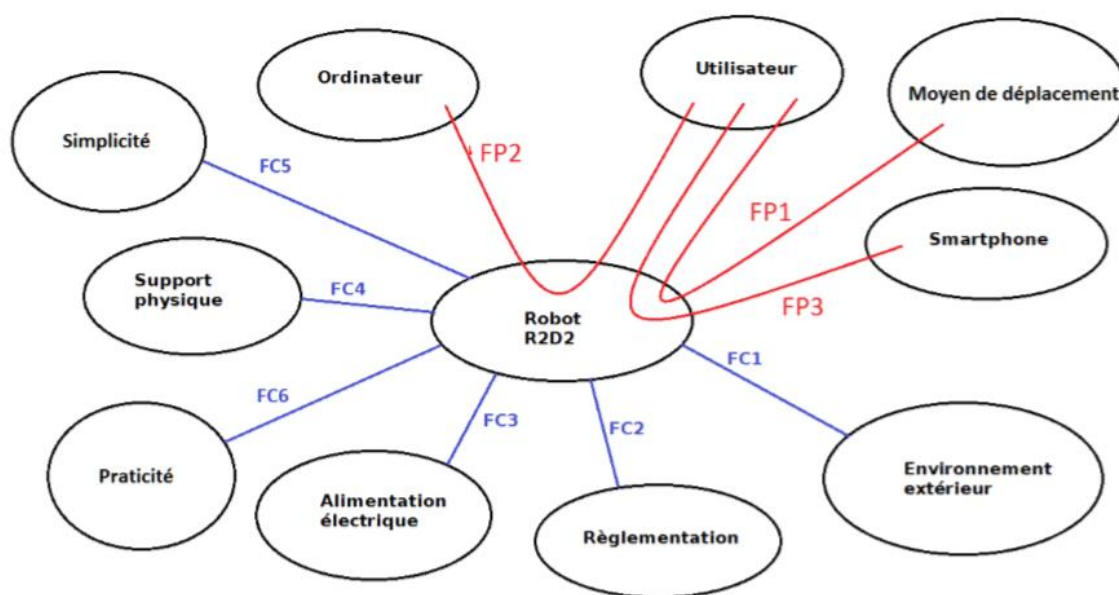 Ordinateur
Utilisateur
Moyen de déplacement
Simplicité
FC5
FP2
FP1
Smartphone
Support
physique
FC4
Robot
R2D2
FP3
FC1
FC6
FC3
FC2
Praticité
Alimentation
électrique
Règlementation
Environnement
extérieur